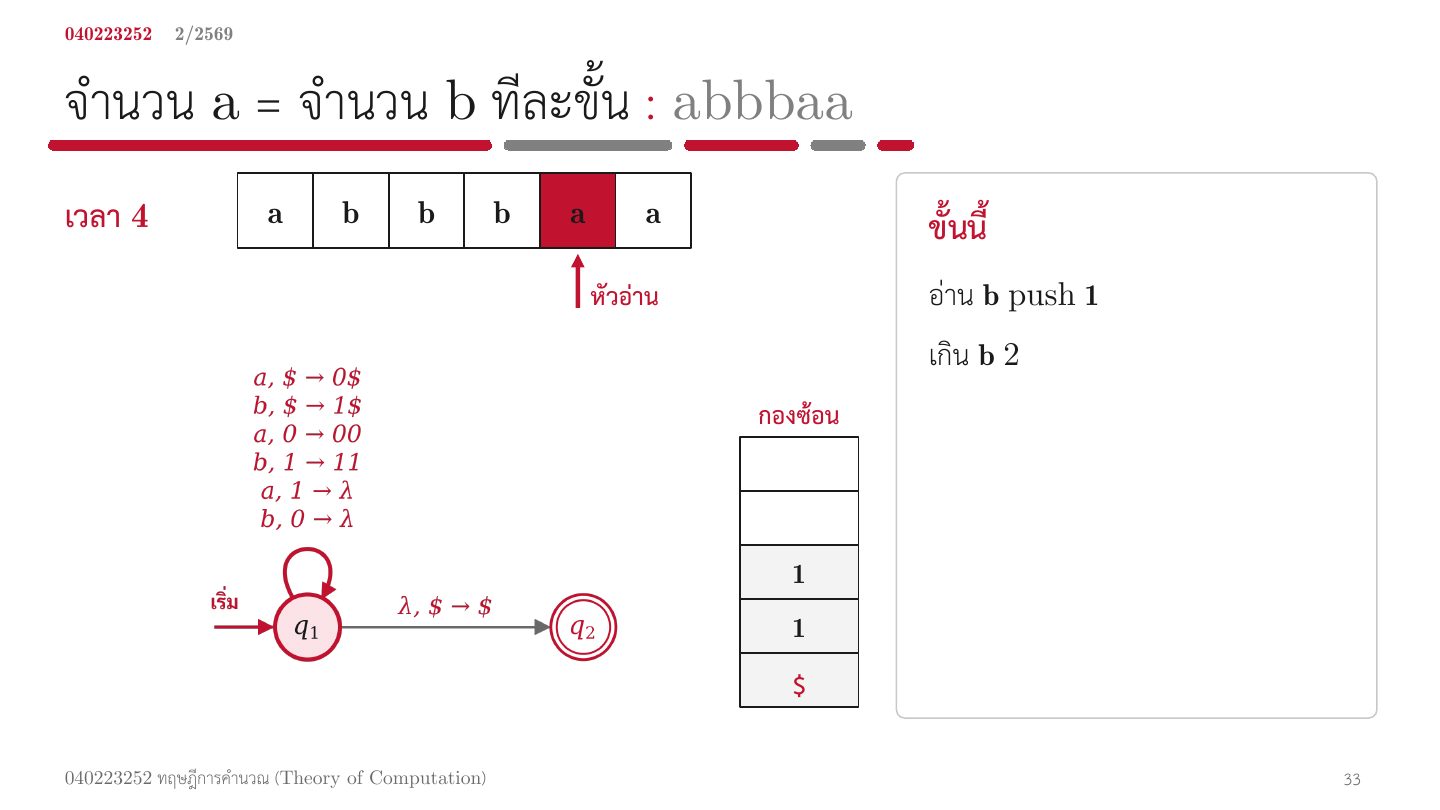 040223252 2/2569
จำนวน a = จำนวน b ทีละขั้น : abbbaa
เวลา 4
a b b b a a
หัวอ่าน
ขั้นนี้
อ่าน b push 1
เกิน b 2
a, $ → 0$
b, $ → 1$
a, 0 → 00
b, 1 → 11
a, 1 → λ
b, 0 → λ
เริ่ม
q₁
λ, $ → $
q₂
กองซ้อน
1
1
$
040223252 ทฤษฎีการคำนวณ (Theory of Computation)
33